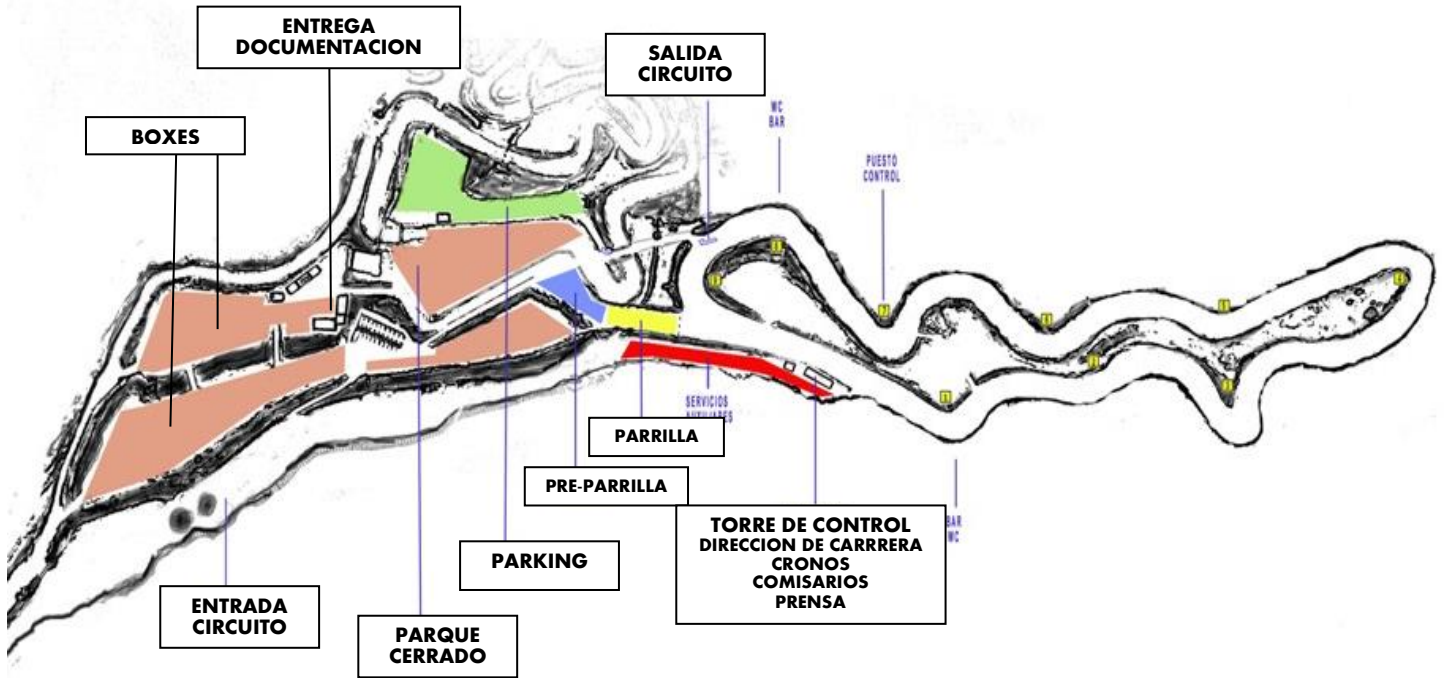 ENTREGA
DOCUMENTACION
SALIDA
CIRCUITO
BOXES
WC
BAR
PUESTO
CONTROL
SERVICIOS
PARRILLA
PRE-PARRILLA
TORRE DE CONTROL
DIRECCION DE CARRRERA
CRONOS
COMISARIOS
PRENSA
BAR
WC
PARKING
ENTRADA
CIRCUITO
PARQUE
CERRADO